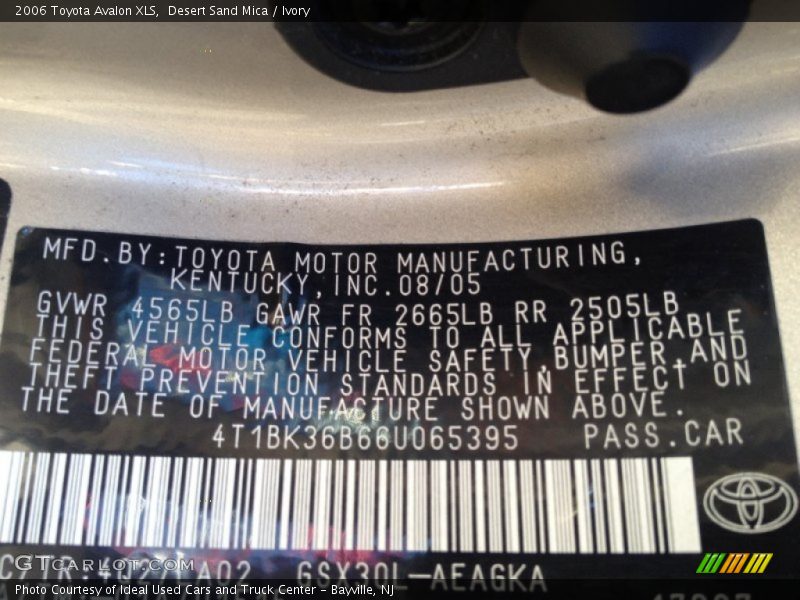 2006 Toyota Avalon XLS,  Desert Sand Mica / Ivory
MFD.BY:TOYOTA MOTOR MANUFACTURING,
KENTUCKY,INC.08/05
GVWR 4565LB GAWR FR 2665LB RR 2505LB
THIS VEHICLE CONFORMS TO ALL APPLICABLE
FEDERAL MOTOR VEHICLE SAFETY,BUMPER,AND
THEFT PREVENTION STANDARDS IN EFFECT ON
THE DATE OF MANUFACTURE SHOWN ABOVE.
4T1BK36B66U065395 PASS.CAR
GSX30L-AEAGKA
GTCarLot.com
Photo Courtesy of Ideal Used Cars and Truck Center - Bayville, NJ